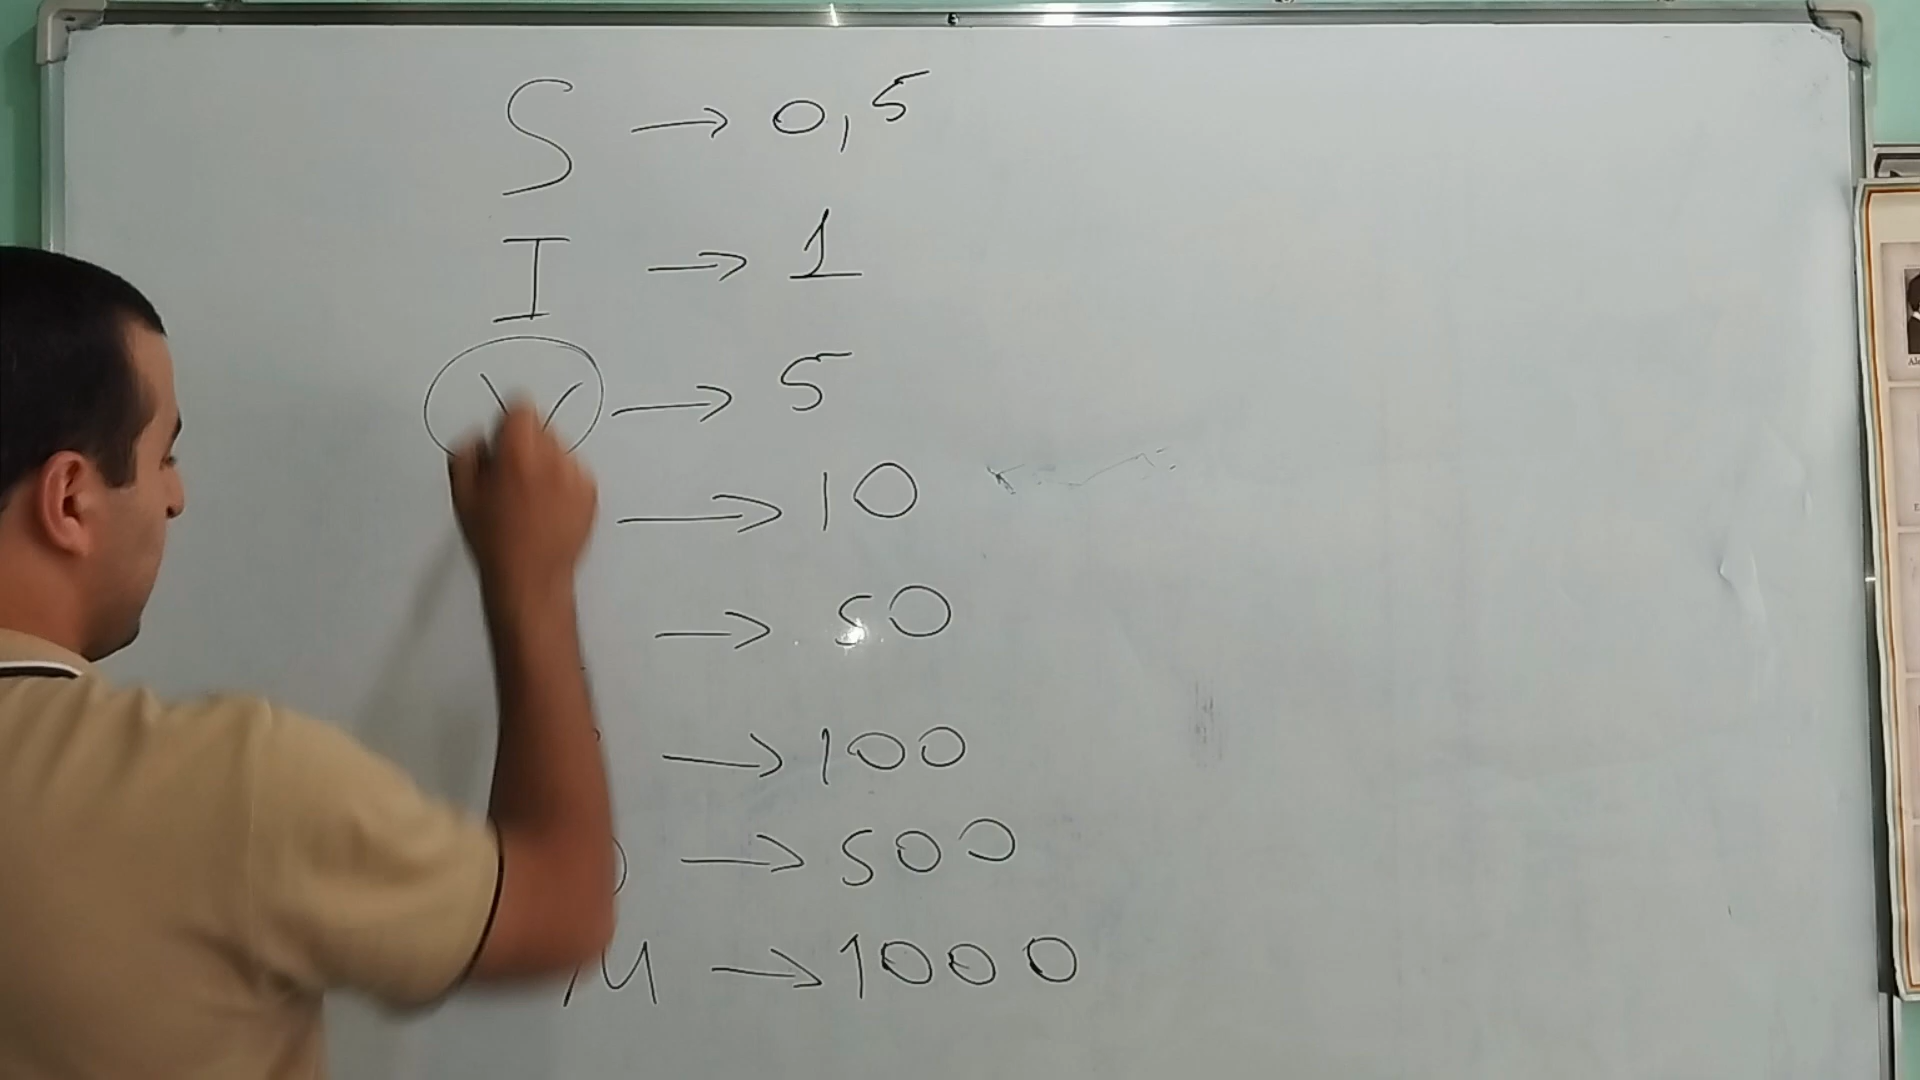 S → 0,5
I → 1
V → 5
→ 10
→ 50
→ 100
→ 500
M → 1000